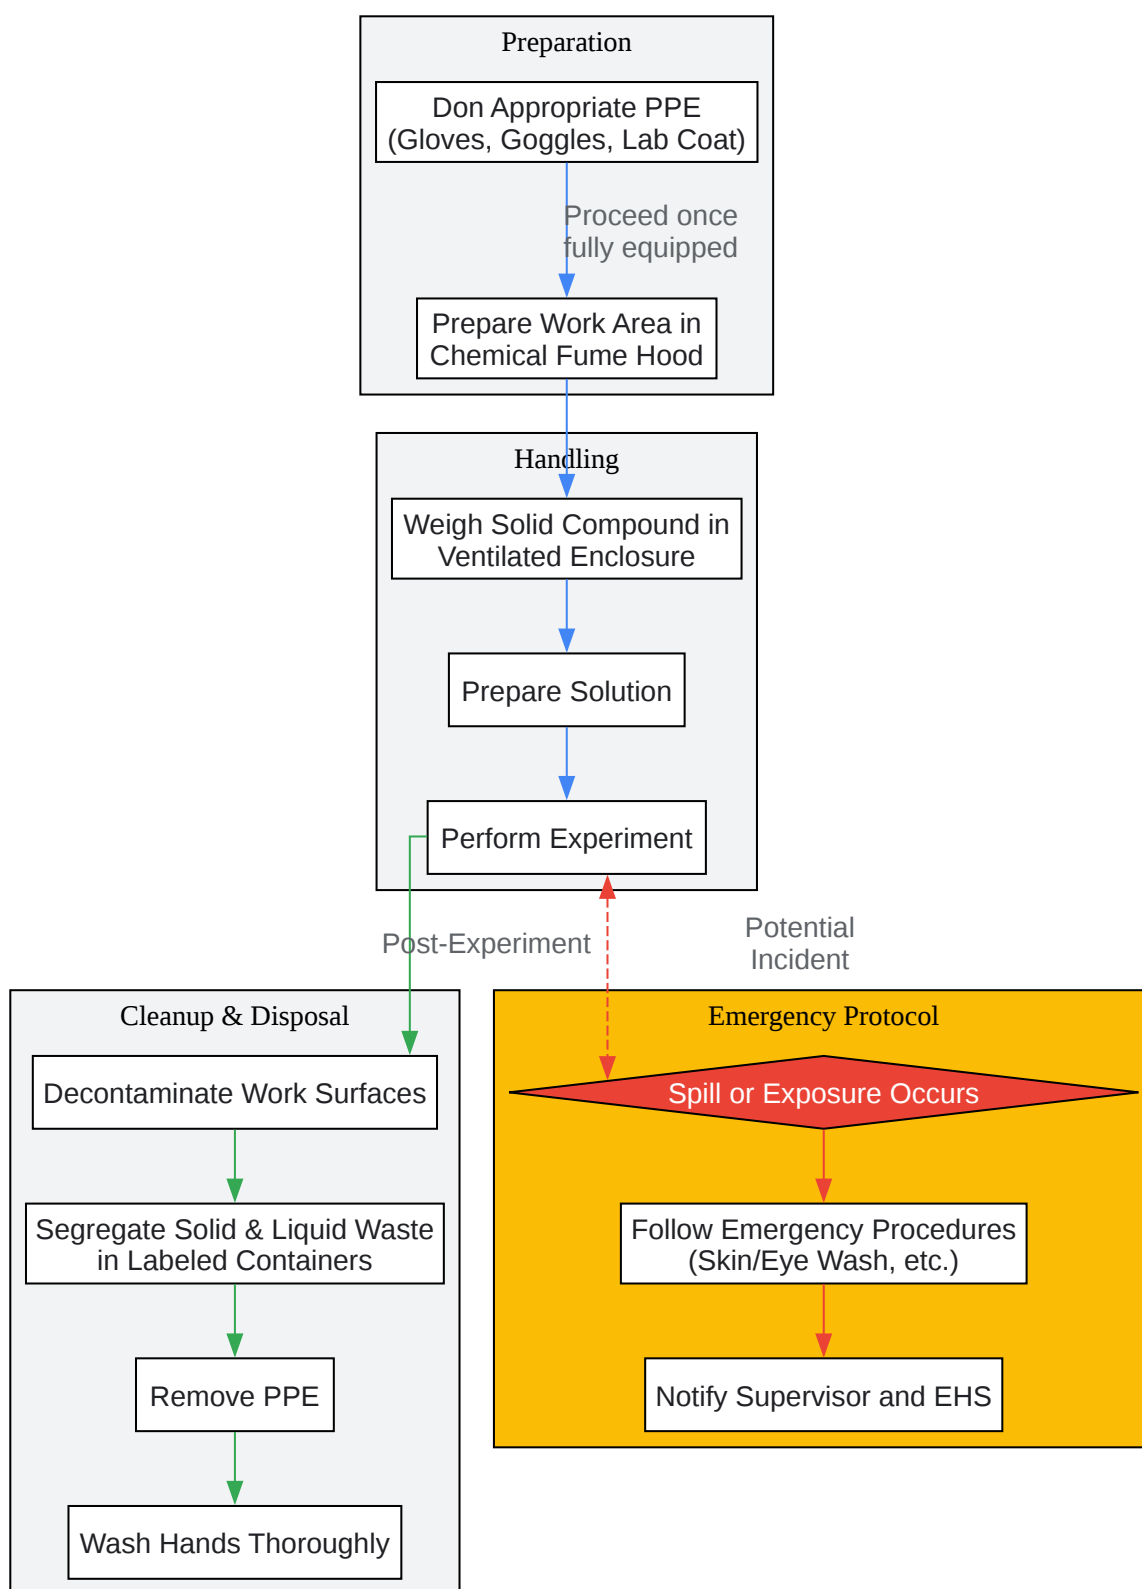 Preparation
Don Appropriate PPE
(Gloves, Goggles, Lab Coat)
Proceed once
fully equipped
Prepare Work Area in
Chemical Fume Hood
Handling
Weigh Solid Compound in
Ventilated Enclosure
Prepare Solution
Perform Experiment
Post-Experiment
Potential
Incident
Cleanup & Disposal
Decontaminate Work Surfaces
Segregate Solid & Liquid Waste
in Labeled Containers
Remove PPE
Wash Hands Thoroughly
Emergency Protocol
Spill or Exposure Occurs
Follow Emergency Procedures
(Skin/Eye Wash, etc.)
Notify Supervisor and EHS